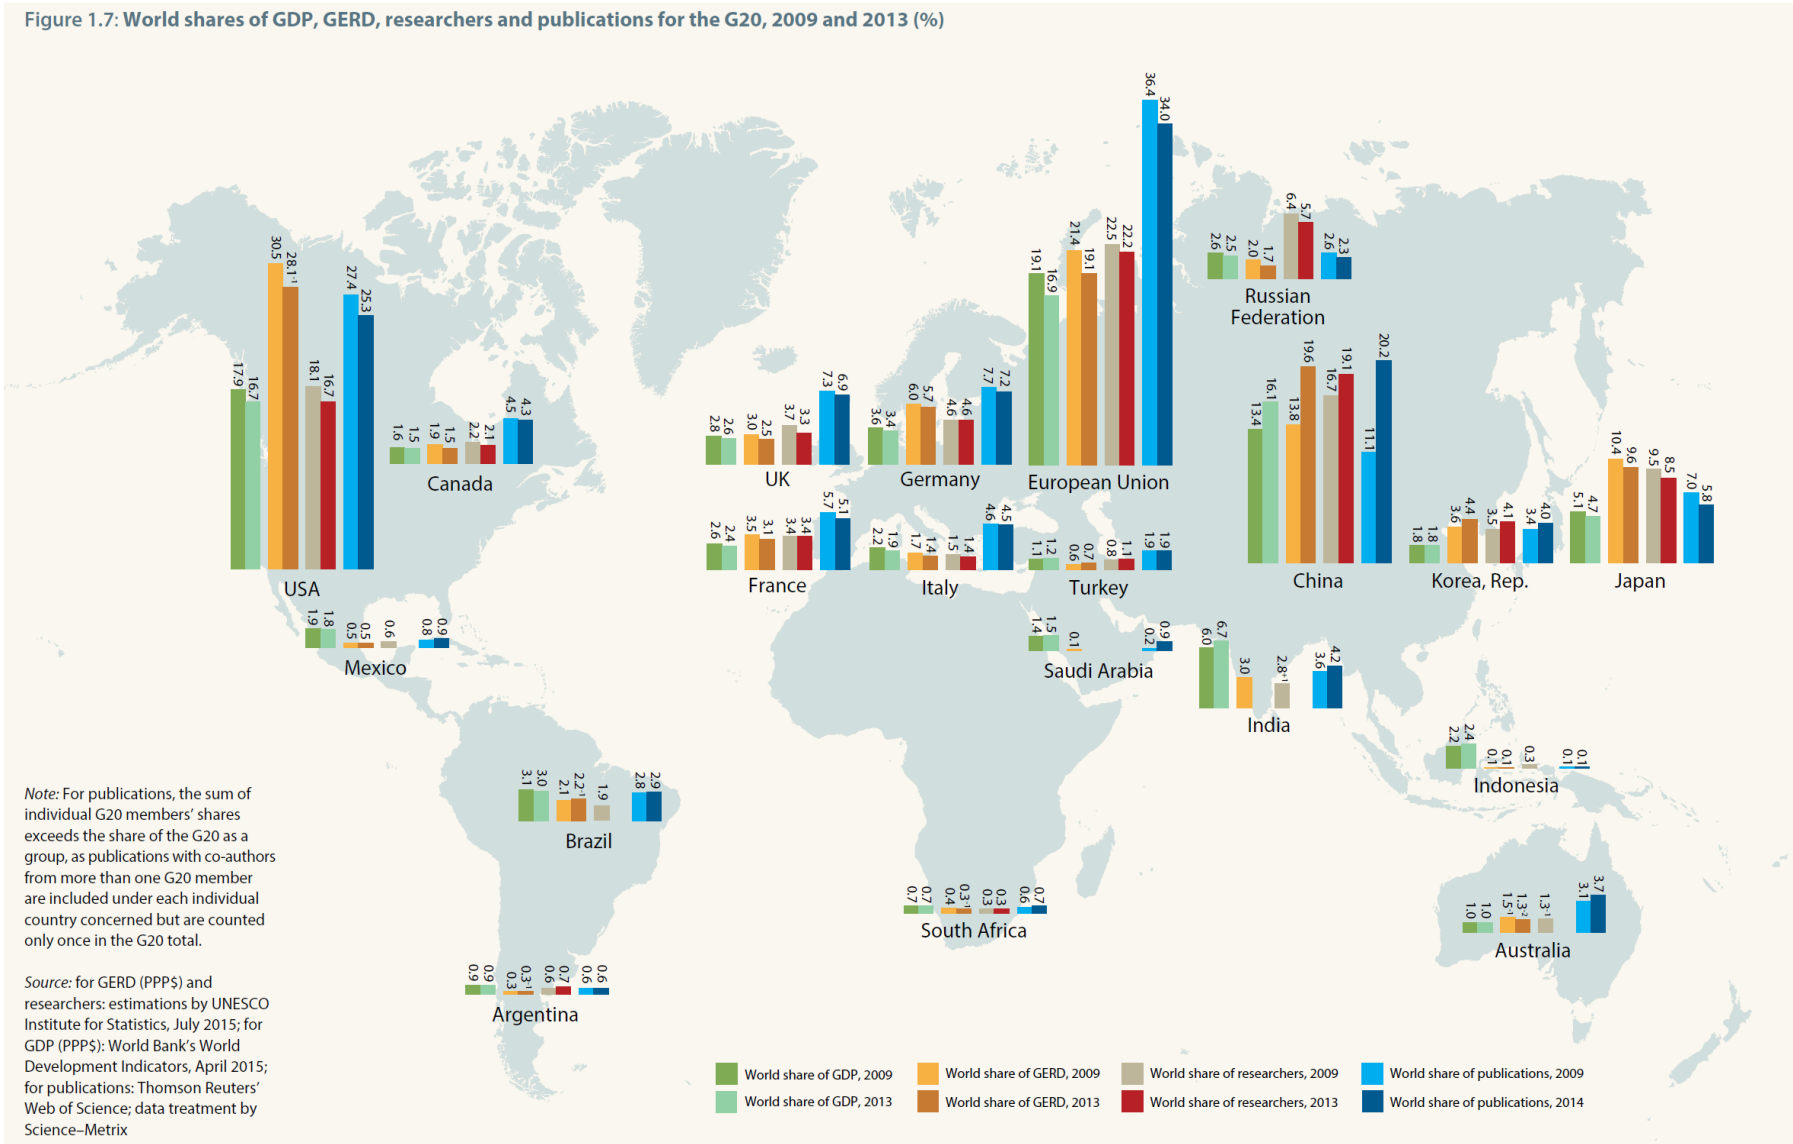 Figure 1.7: World shares of GDP, GERD, researchers and publications for the G20, 2009 and 2013 (%)
17.9 16.7 30.5 28.1⁻¹ 18.1 16.7 27.4 25.3
USA
1.6 1.5 1.9 1.5 2.2 2.1 4.5 4.3
Canada
1.9 1.8 0.5 0.5 0.6 0.8 0.9
Mexico
3.1 3.0 2.1 2.2⁻¹ 1.9 2.8 2.9
Brazil
0.9 0.9 0.3 0.3⁻¹ 0.6 0.7 0.6 0.6
Argentina
2.8 2.6 3.0 2.5 3.7 3.3 7.3 6.9
UK
3.6 3.4 6.0 5.7 4.6 4.6 7.7 7.2
Germany
19.1 16.9 21.4 19.1 22.5 22.2 36.4 34.0
European Union
2.6 2.4 3.5 3.1 3.4 3.4 5.7 5.1
France
2.2 1.9 1.7 1.4 1.5 1.4 4.6 4.5
Italy
1.1 1.2 0.6 0.7 0.8 1.1 1.9 1.9
Turkey
2.6 2.5 2.0 1.7 6.4 5.7 2.6 2.3
Russian
Federation
13.4 16.1 13.8 19.6 16.7 19.1 11.1 20.2
China
1.8 1.8 3.6 4.4 3.5 4.1 3.4 4.0
Korea, Rep.
5.1 4.7 10.4 9.6 9.5 8.5 7.0 5.8
Japan
1.4 1.5 0.1 0.2 0.9
Saudi Arabia
6.0 6.7 3.0 2.8⁺¹ 3.6 4.2
India
2.2 2.4 0.1 0.1 0.3 0.1 0.1
Indonesia
0.7 0.7 0.4 0.3⁻¹ 0.3 0.3 0.6 0.7
South Africa
1.0 1.0 1.5⁻¹ 1.3⁻² 1.3⁻¹ 3.1 3.7
Australia
Note: For publications, the sum of
individual G20 members’ shares
exceeds the share of the G20 as a
group, as publications with co-authors
from more than one G20 member
are included under each individual
country concerned but are counted
only once in the G20 total.
Source: for GERD (PPP$) and
researchers: estimations by UNESCO
Institute for Statistics, July 2015; for
GDP (PPP$): World Bank’s World
Development Indicators, April 2015;
for publications: Thomson Reuters’
Web of Science; data treatment by
Science–Metrix
World share of GDP, 2009
World share of GDP, 2013
World share of GERD, 2009
World share of GERD, 2013
World share of researchers, 2009
World share of researchers, 2013
World share of publications, 2009
World share of publications, 2014